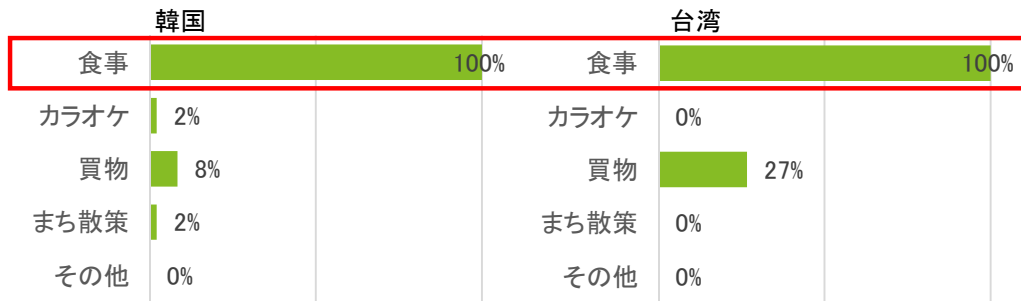 韓国
食事 100%
カラオケ 2%
買物 8%
まち散策 2%
その他 0%
台湾
食事 100%
カラオケ 0%
買物 27%
まち散策 0%
その他 0%